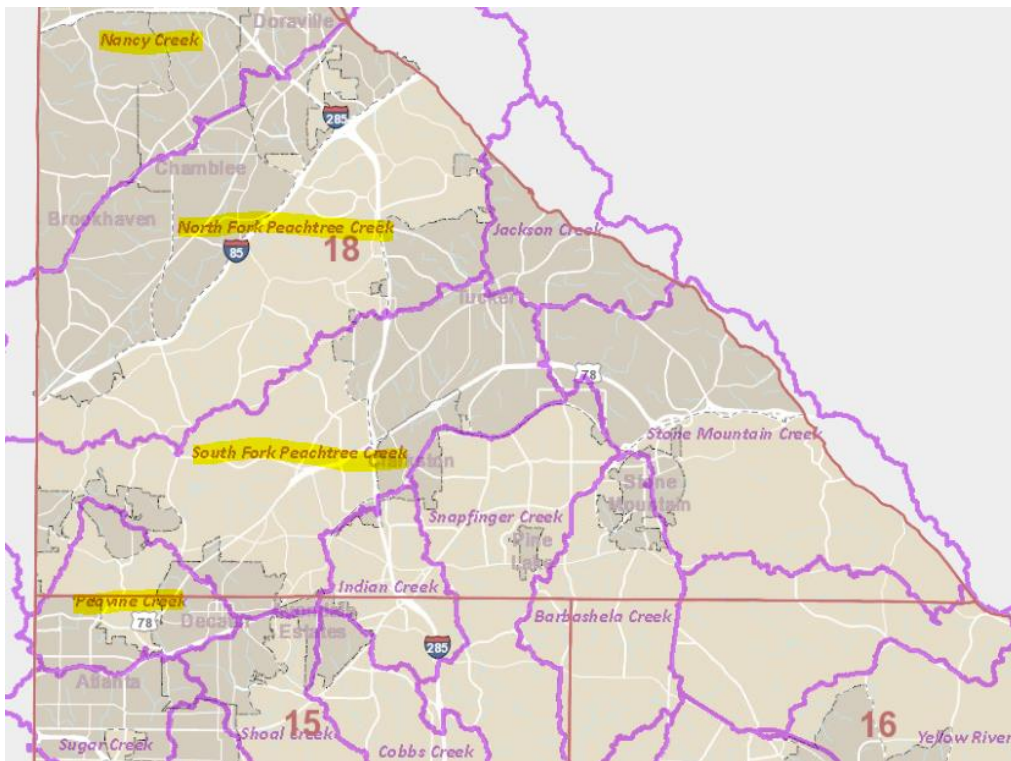 Doraville
Nancy Creek
285
Chamblee
Brookhaven
North Fork Peachtree Creek
Jackson Creek
18
85
Tucker
78
Stone Mountain Creek
South Fork Peachtree Creek
Clarkston
Stone
Mountain
Snapfinger Creek
Pine
Lake
Indian Creek
Peavine Creek
Barbashela Creek
78
Decatur
Estates
285
Atlanta
15
16
Shoal Creek
Sugar Creek
Cobbs Creek
Yellow River